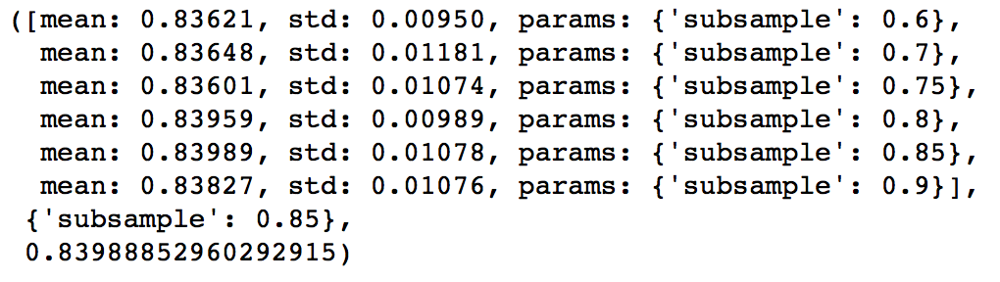 ([mean: 0.83621, std: 0.00950, params: {'subsample': 0.6},
mean: 0.83648, std: 0.01181, params: {'subsample': 0.7},
mean: 0.83601, std: 0.01074, params: {'subsample': 0.75},
mean: 0.83959, std: 0.00989, params: {'subsample': 0.8},
mean: 0.83989, std: 0.01078, params: {'subsample': 0.85},
mean: 0.83827, std: 0.01076, params: {'subsample': 0.9}],
{'subsample': 0.85},
0.83988852960292915)